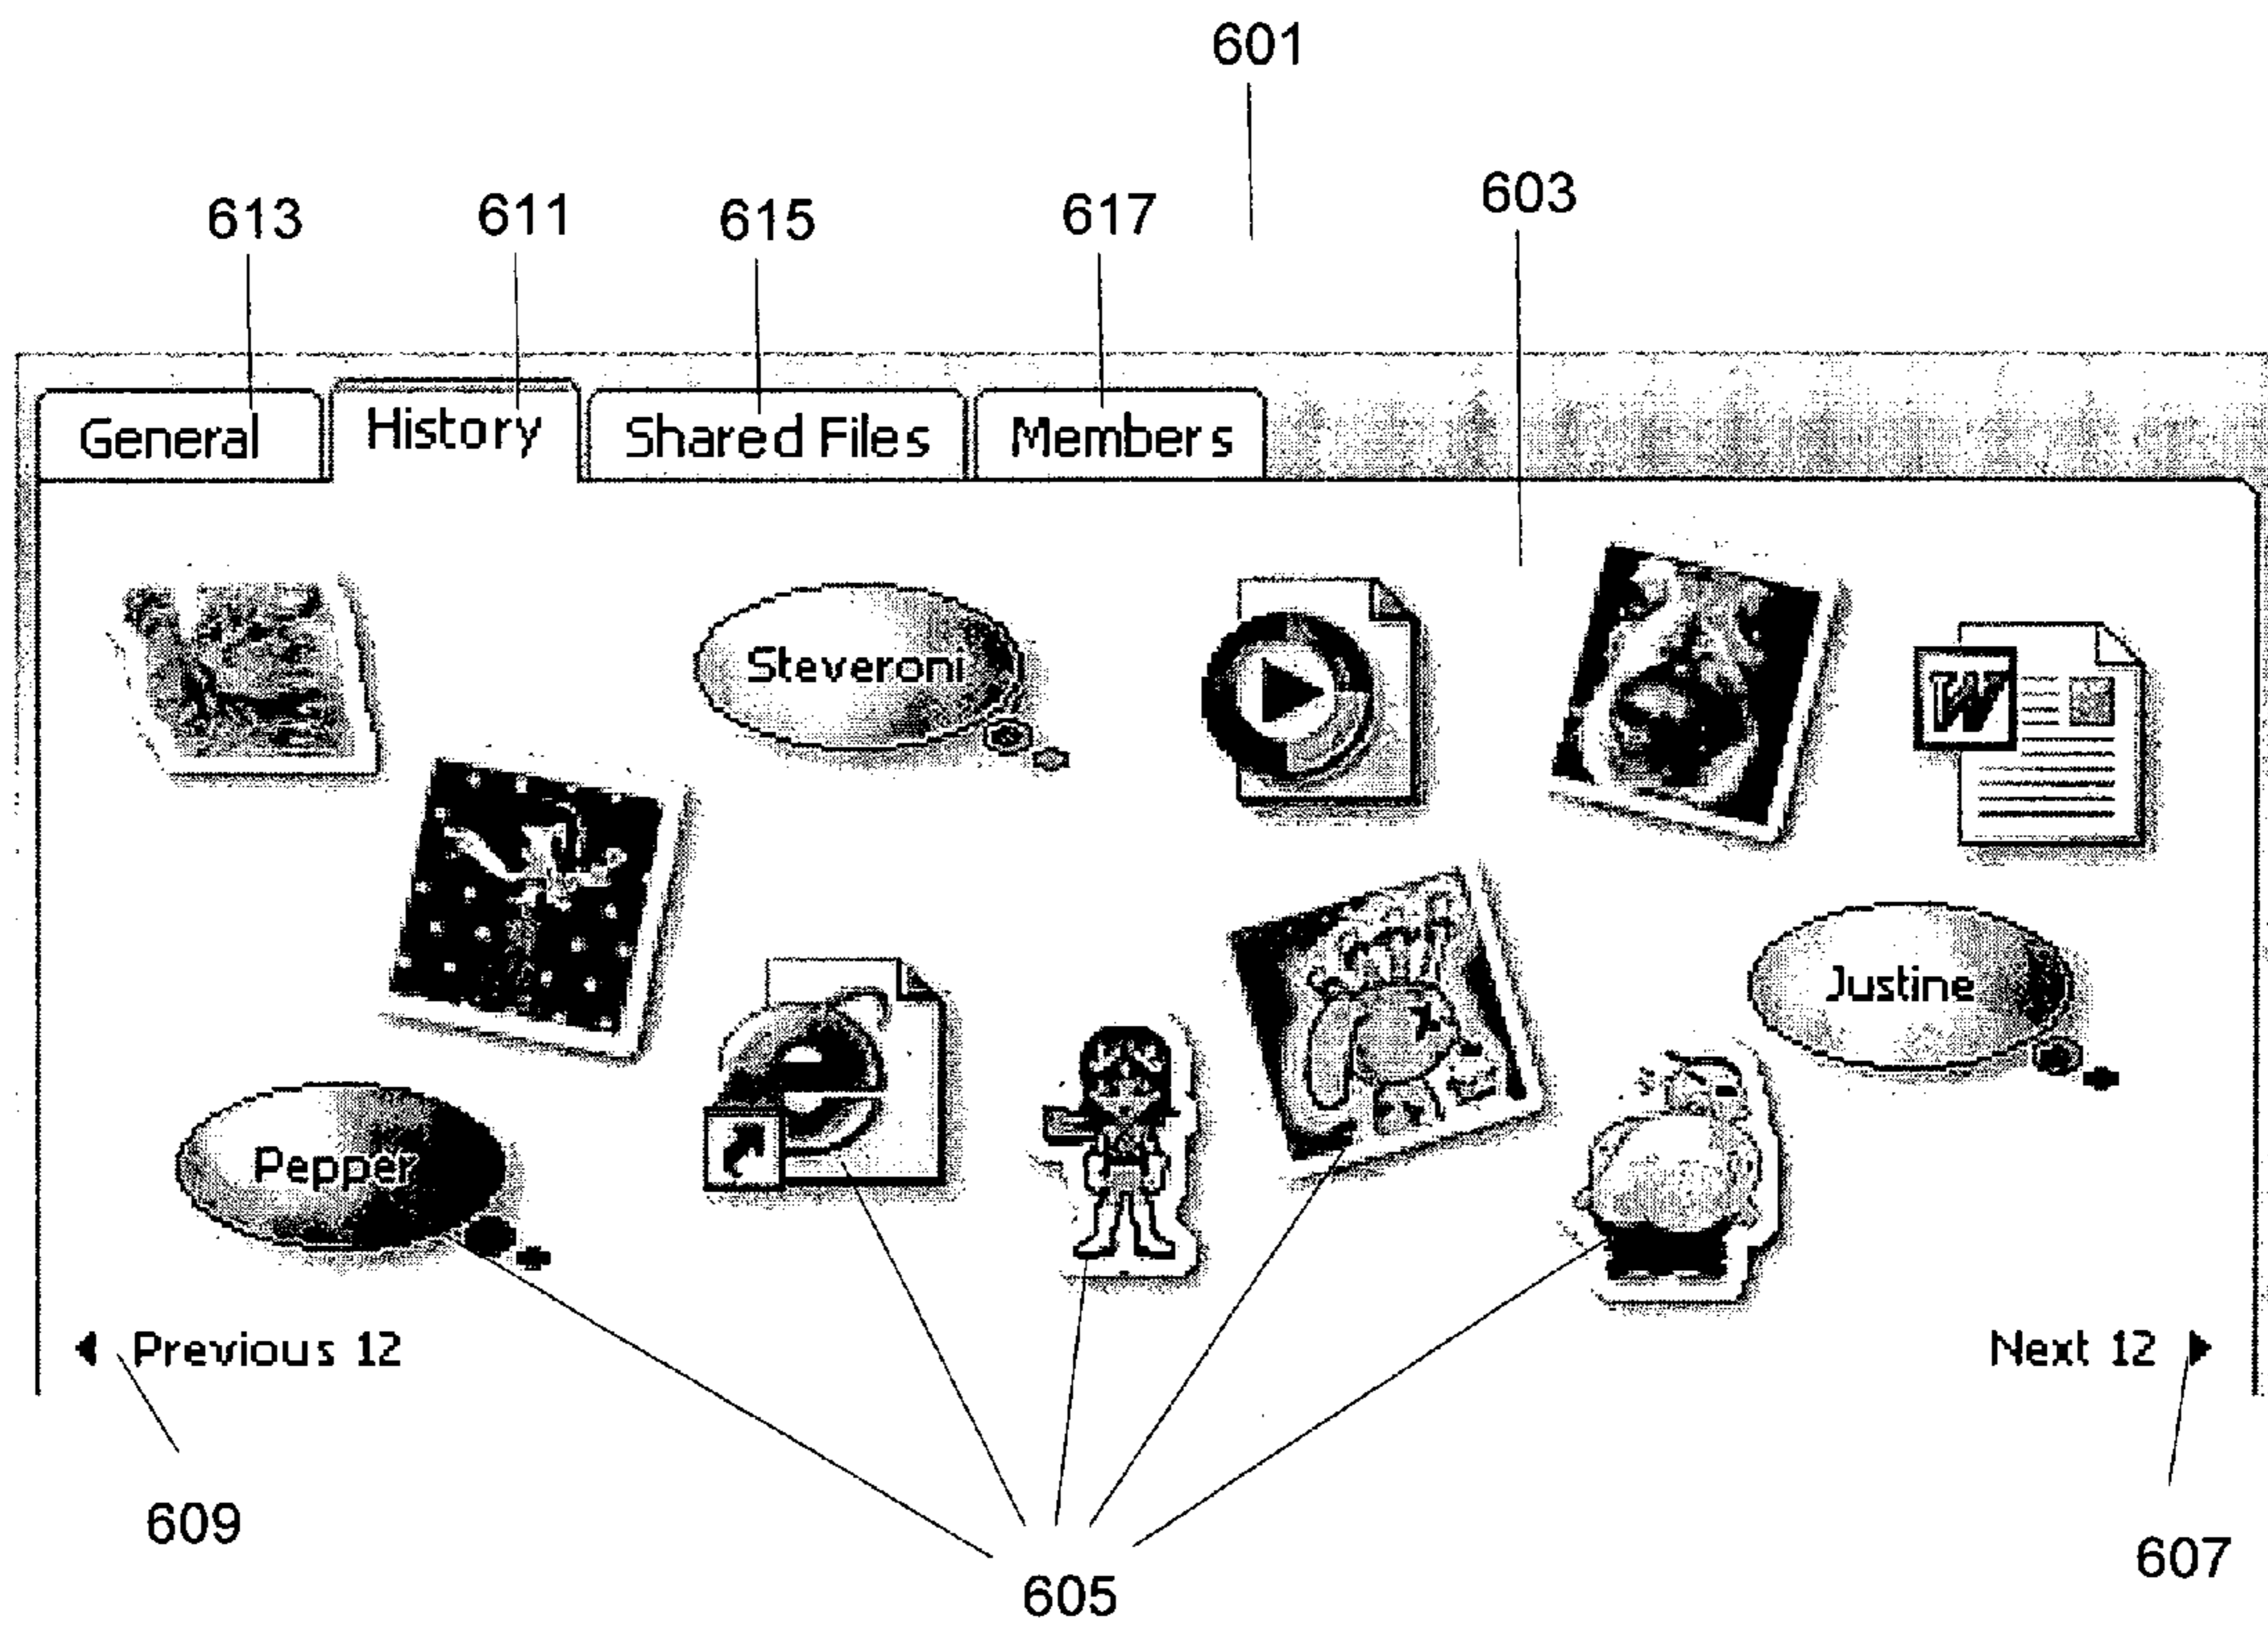 601
603
613 611 615 617
General History Shared Files Members
Steveroni
W
Justine
Pepper
Previous 12 Next 12
609
607
605